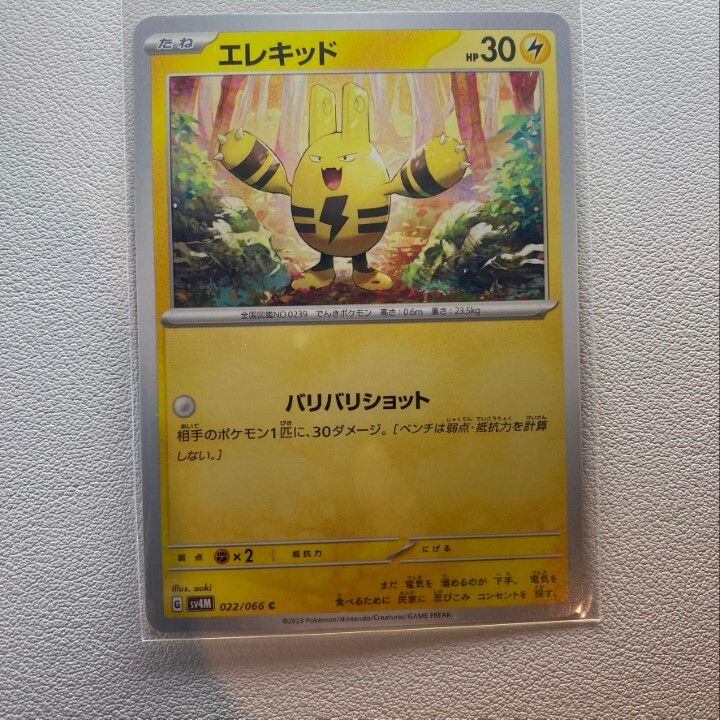 たね
エレキッド
HP 30
全国図鑑NO.0239 でんきポケモン 高さ:0.6m 重さ:23.5kg
バリバリショット
相手のポケモン1匹に、30ダメージ。[ベンチは弱点・抵抗力を計算
しない。]
弱点 ×2 抵抗力 にげる
Illus. aoki
まだ 電気を 溜めるのが 下手。 電気を
食べるために 民家に 忍びこみ コンセントを 探す。
G SV4M 022/066 C
©2023 Pokémon/Nintendo/Creatures/GAME FREAK.